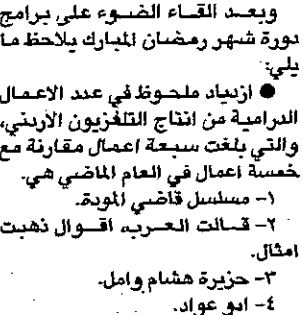 وبعد القاء الضوء على برامج
دورة شهر رمضان المبارك يلاحظ ما
يلي:
● ازدياد ملحوظ في عدد الاعمال
الدرامية من انتاج التلفزيون الأردني،
والتي بلغت سبعة اعمال مقارنة مع
خمسة اعمال في العام الماضي هي.
١- مسلسل قاضي المودة.
٢- قالت العرب، اقوال ذهبت
امثال.
٣- حزيرة هشام وامل.
٤- ابو عواد.